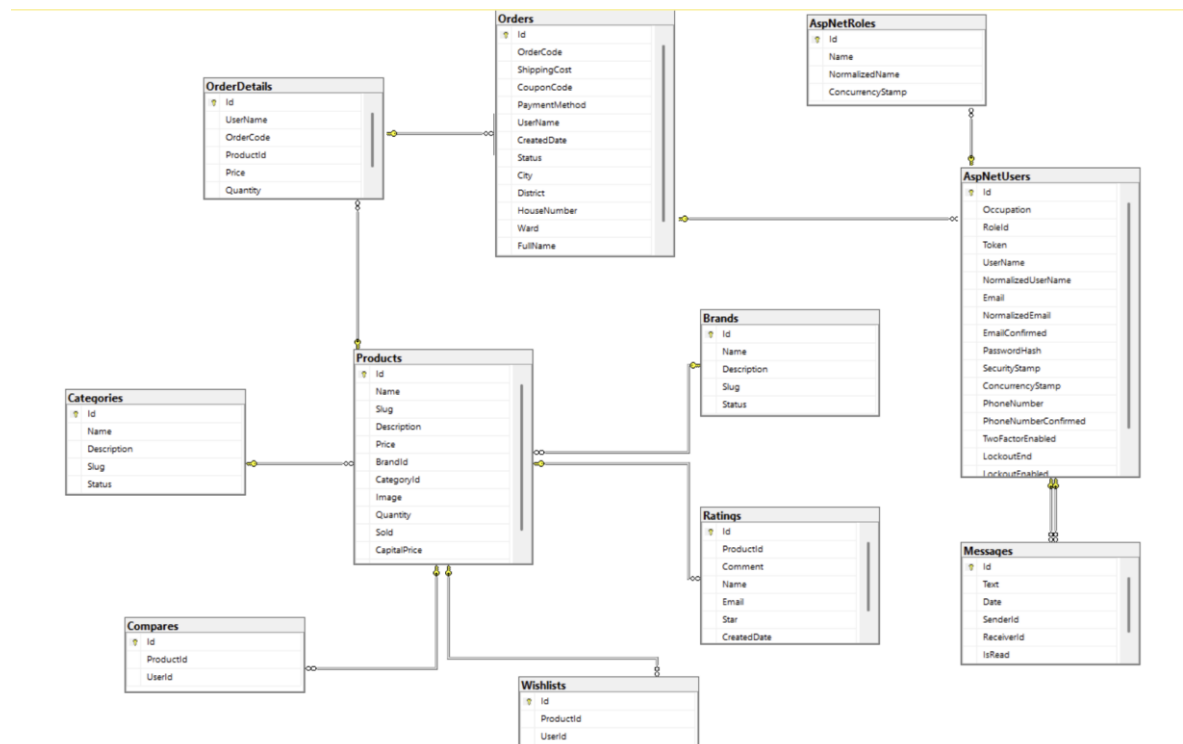 Orders
Id
OrderCode
ShippingCost
CouponCode
PaymentMethod
UserName
CreatedDate
Status
City
District
HouseNumber
Ward
FullName
AspNetRoles
Id
Name
NormalizedName
ConcurrencyStamp
OrderDetails
Id
UserName
OrderCode
ProductId
Price
Quantity
AspNetUsers
Id
Occupation
RoleId
Token
UserName
NormalizedUserName
Email
NormalizedEmail
EmailConfirmed
PasswordHash
SecurityStamp
ConcurrencyStamp
PhoneNumber
PhoneNumberConfirmed
TwoFactorEnabled
LockoutEnd
LockoutEnabled
Brands
Id
Name
Description
Slug
Status
Products
Id
Name
Slug
Description
Price
BrandId
CategoryId
Image
Quantity
Sold
CapitalPrice
Categories
Id
Name
Description
Slug
Status
Ratings
Id
ProductId
Comment
Name
Email
Star
CreatedDate
Messages
Id
Text
Date
SenderId
ReceiverId
IsRead
Compares
Id
ProductId
UserId
Wishlists
Id
ProductId
UserId